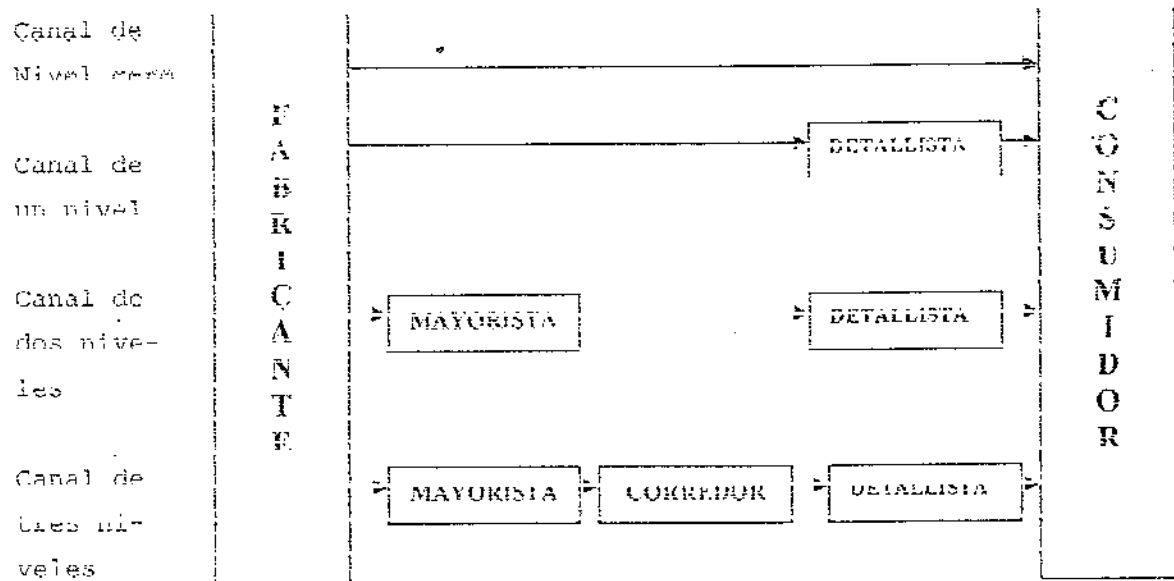 Canal de
Nivel cero
Canal de
un nivel
Canal de
dos nive-
les
Canal de
tres ni-
veles
FABRICANTE
DETALLISTA
MAYORISTA
DETALLISTA
MAYORISTA
CORREDOR
DETALLISTA
CONSUMIDOR